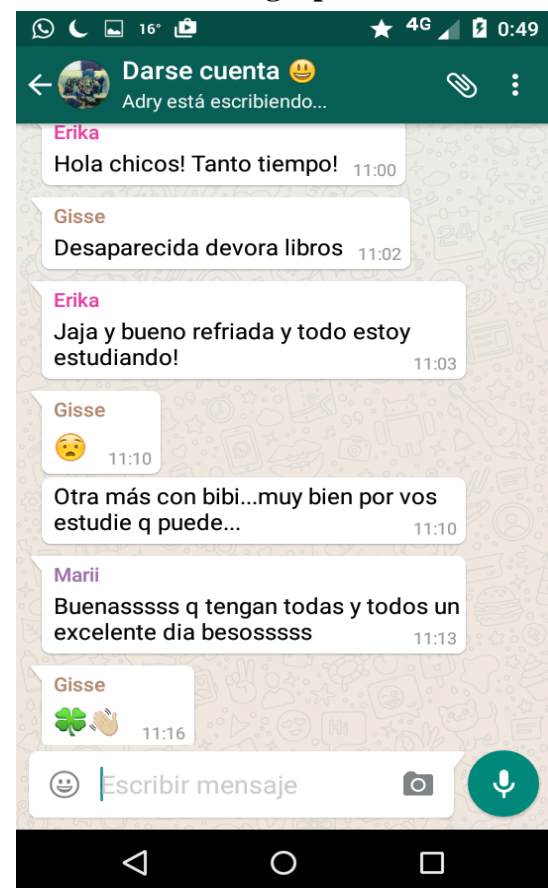 16° 4G 0:49
Darse cuenta 😃
Adry está escribiendo...
Erika
Hola chicos! Tanto tiempo! 11:00
Gisse
Desaparecida devora libros 11:02
Erika
Jaja y bueno refriada y todo estoy
estudiando! 11:03
Gisse
😧 11:10
Otra más con bibi...muy bien por vos
estudie q puede... 11:10
Marii
Buenasssss q tengan todas y todos un
excelente dia besosssss 11:13
Gisse
🍀👋🏼 11:16
Escribir mensaje